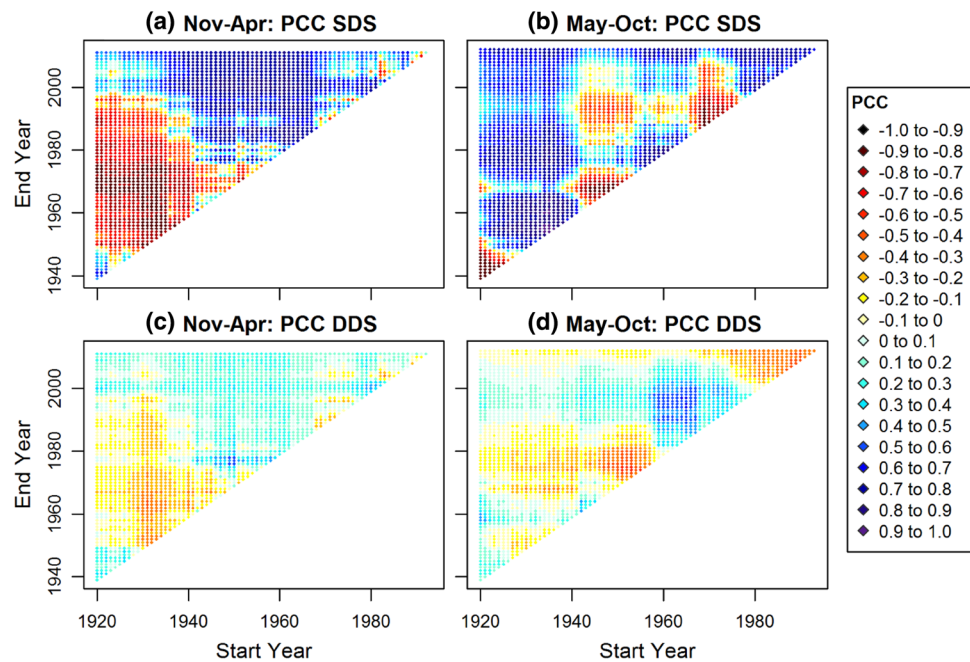 (a) Nov-Apr: PCC SDS
(b) May-Oct: PCC SDS
End Year
1940 1960 1980 2000
(c) Nov-Apr: PCC DDS
(d) May-Oct: PCC DDS
End Year
1940 1960 1980 2000
1920 1940 1960 1980
1920 1940 1960 1980
Start Year
Start Year
PCC
-1.0 to -0.9
-0.9 to -0.8
-0.8 to -0.7
-0.7 to -0.6
-0.6 to -0.5
-0.5 to -0.4
-0.4 to -0.3
-0.3 to -0.2
-0.2 to -0.1
-0.1 to 0
0 to 0.1
0.1 to 0.2
0.2 to 0.3
0.3 to 0.4
0.4 to 0.5
0.5 to 0.6
0.6 to 0.7
0.7 to 0.8
0.8 to 0.9
0.9 to 1.0